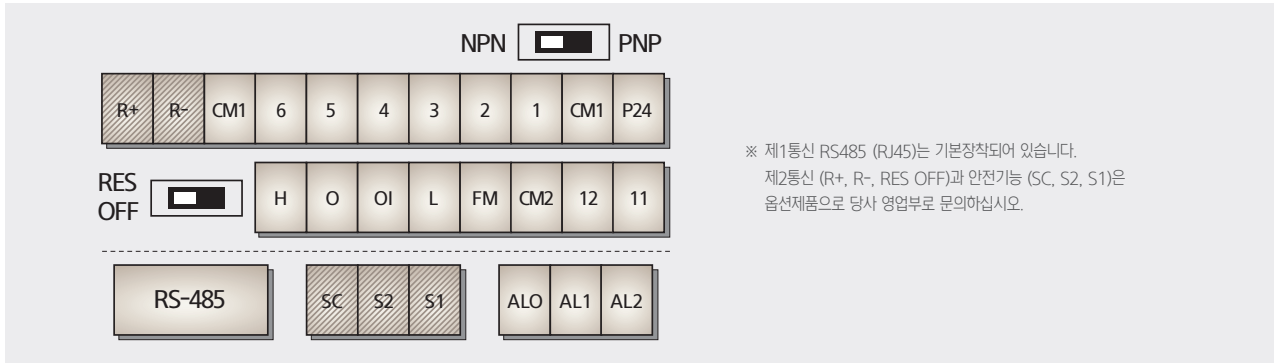 NPN PNP
R+ R- CM1 6 5 4 3 2 1 CM1 P24
RES
OFF
H O OI L FM CM2 12 11
RS-485 SC S2 S1 ALO AL1 AL2
※ 제1통신 RS485 (RJ45)는 기본장착되어 있습니다.
제2통신 (R+, R-, RES OFF)과 안전기능 (SC, S2, S1)은
옵션제품으로 당사 영업부로 문의하십시오.